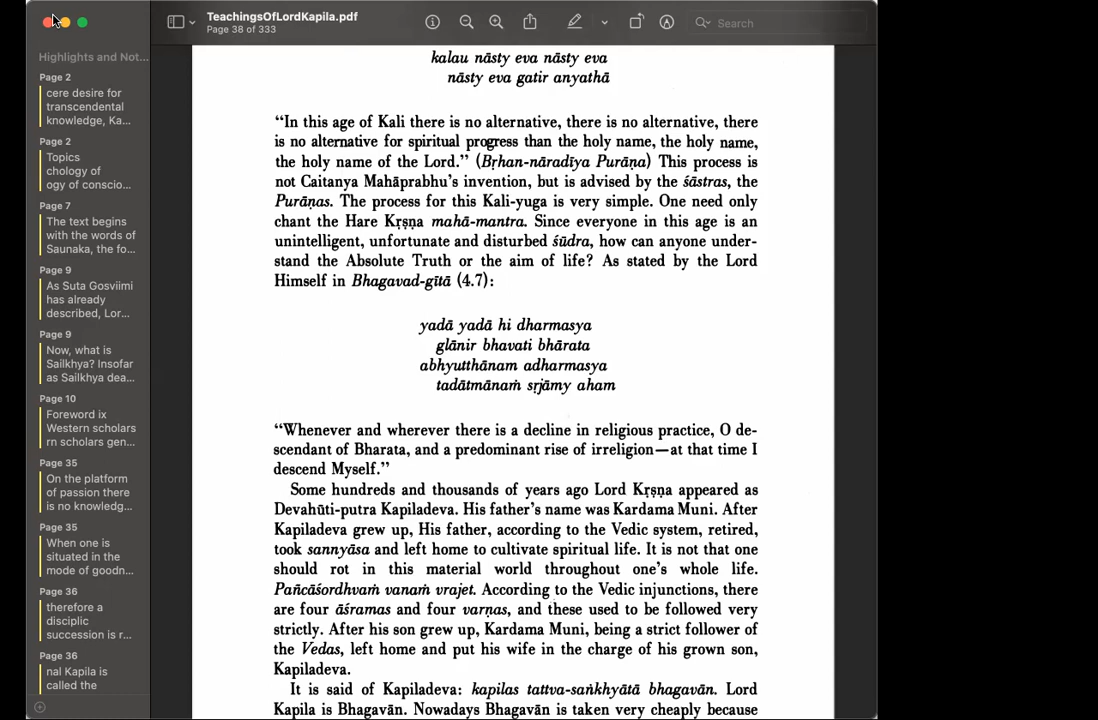 TeachingsOfLordKapila.pdf
Page 38 of 333
Search
Highlights and Not...
Page 2
cere desire for
transcendental
knowledge, Ka...
Page 2
Topics
chology of
ogy of conscio...
Page 7
The text begins
with the words of
Saunaka, the fo...
Page 9
As Suta Gosviimi
has already
described, Lor...
Page 9
Now, what is
Sailkhya? Insofar
as Sailkhya dea...
Page 10
Foreword ix
Western scholars
rn scholars gen...
Page 35
On the platform
of passion there
is no knowledg...
Page 35
When one is
situated in the
mode of goodn...
Page 36
therefore a
disciplic
succession is r...
Page 36
nal Kapila is
called the
kalau nāsty eva nāsty eva
nāsty eva gatir anyathā
“In this age of Kali there is no alternative, there is no alternative, there
is no alternative for spiritual progress than the holy name, the holy name,
the holy name of the Lord.” (Bṛhan-nāradīya Purāṇa) This process is
not Caitanya Mahāprabhu’s invention, but is advised by the śāstras, the
Purāṇas. The process for this Kali-yuga is very simple. One need only
chant the Hare Kṛṣṇa mahā-mantra. Since everyone in this age is an
unintelligent, unfortunate and disturbed śūdra, how can anyone under-
stand the Absolute Truth or the aim of life? As stated by the Lord
Himself in Bhagavad-gītā (4.7):
yadā yadā hi dharmasya
glānir bhavati bhārata
abhyutthānam adharmasya
tadātmānaṁ sṛjāmy aham
“Whenever and wherever there is a decline in religious practice, O de-
scendant of Bharata, and a predominant rise of irreligion—at that time I
descend Myself.”
Some hundreds and thousands of years ago Lord Kṛṣṇa appeared as
Devahūti-putra Kapiladeva. His father’s name was Kardama Muni. After
Kapiladeva grew up, His father, according to the Vedic system, retired,
took sannyāsa and left home to cultivate spiritual life. It is not that one
should rot in this material world throughout one’s whole life.
Pañcāśordhvaṁ vanaṁ vrajet. According to the Vedic injunctions, there
are four āśramas and four varṇas, and these used to be followed very
strictly. After his son grew up, Kardama Muni, being a strict follower of
the Vedas, left home and put his wife in the charge of his grown son,
Kapiladeva.
It is said of Kapiladeva: kapilas tattva-saṅkhyātā bhagavān. Lord
Kapila is Bhagavān. Nowadays Bhagavān is taken very cheaply because